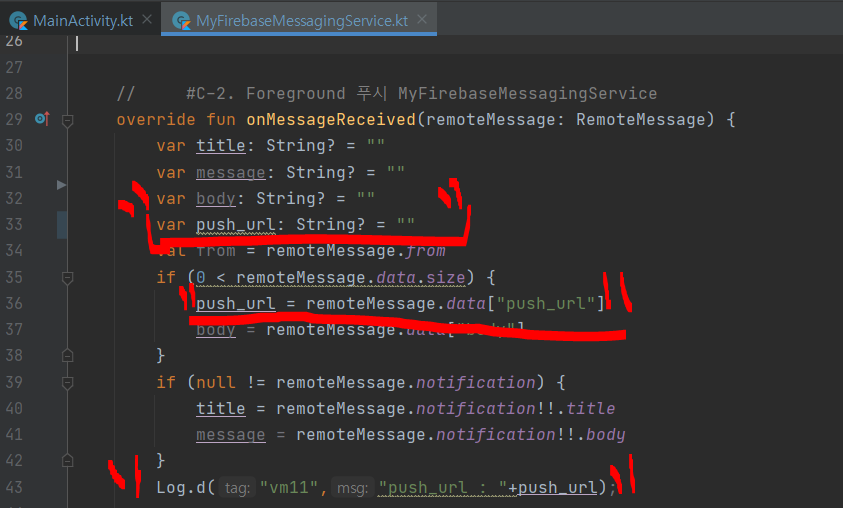 MainActivity.kt
MyFirebaseMessagingService.kt
26
27
28 // #C-2. Foreground 푸시 MyFirebaseMessagingService
29 override fun onMessageReceived(remoteMessage: RemoteMessage) {
30 var title: String? = ""
31 var message: String? = ""
32 var body: String? = ""
33 var push_url: String? = ""
34 val from = remoteMessage.from
35 if (0 < remoteMessage.data.size) {
36 push_url = remoteMessage.data["push_url"]
37 body = remoteMessage.data["body"]
38 }
39 if (null != remoteMessage.notification) {
40 title = remoteMessage.notification!!.title
41 message = remoteMessage.notification!!.body
42 }
43 Log.d( tag: "vm11", msg: "push_url : "+push_url);